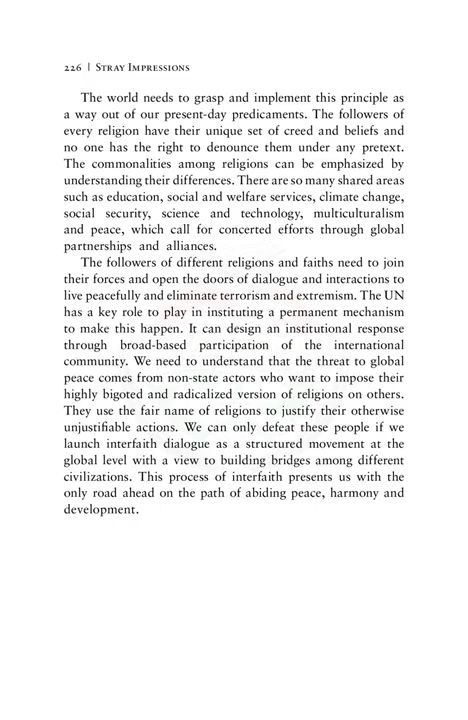 226 | Stray Impressions
The world needs to grasp and implement this principle as
a way out of our present-day predicaments. The followers of
every religion have their unique set of creed and beliefs and
no one has the right to denounce them under any pretext.
The commonalities among religions can be emphasized by
understanding their differences. There are so many shared areas
such as education, social and welfare services, climate change,
social security, science and technology, multiculturalism
and peace, which call for concerted efforts through global
partnerships and alliances.
The followers of different religions and faiths need to join
their forces and open the doors of dialogue and interactions to
live peacefully and eliminate terrorism and extremism. The UN
has a key role to play in instituting a permanent mechanism
to make this happen. It can design an institutional response
through broad-based participation of the international
community. We need to understand that the threat to global
peace comes from non-state actors who want to impose their
highly bigoted and radicalized version of religions on others.
They use the fair name of religions to justify their otherwise
unjustifiable actions. We can only defeat these people if we
launch interfaith dialogue as a structured movement at the
global level with a view to building bridges among different
civilizations. This process of interfaith presents us with the
only road ahead on the path of abiding peace, harmony and
development.